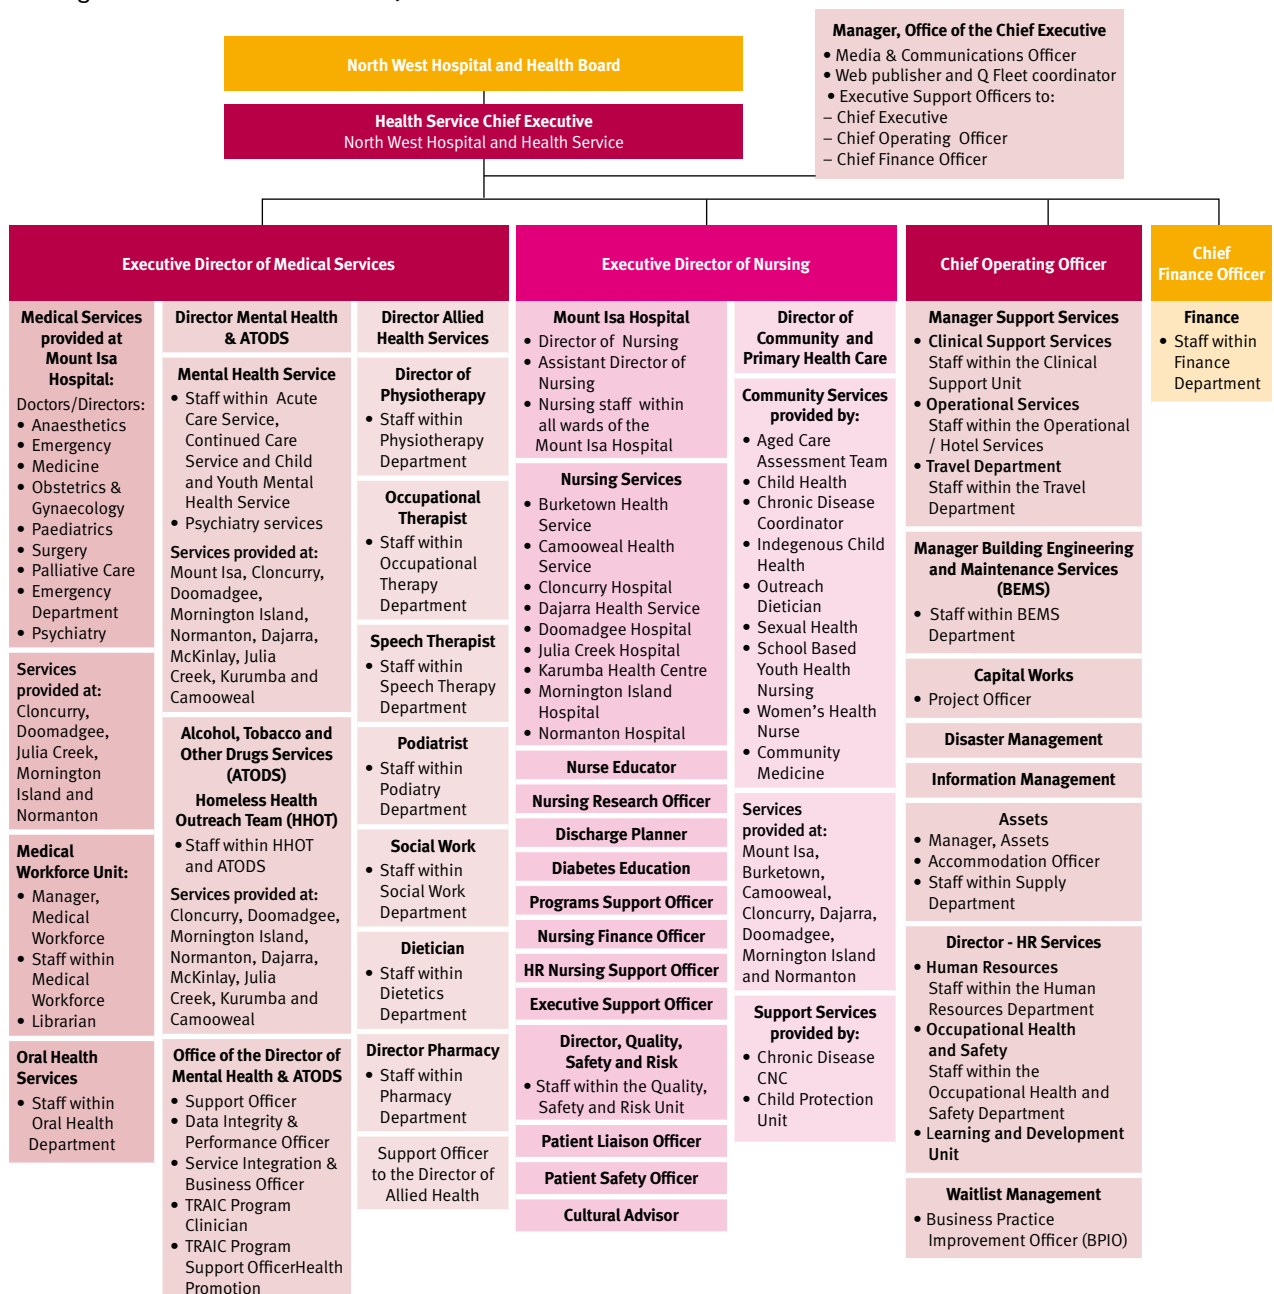 North West Hospital and Health Board
Health Service Chief Executive
North West Hospital and Health Service
Manager, Office of the Chief Executive
• Media & Communications Officer
• Web publisher and Q Fleet coordinator
• Executive Support Officers to:
– Chief Executive
– Chief Operating Officer
– Chief Finance Officer
Executive Director of Medical Services
Executive Director of Nursing
Chief Operating Officer
Chief
Finance Officer
Medical Services
provided at
Mount Isa
Hospital:
Doctors/Directors:
• Anaesthetics
• Emergency
• Medicine
• Obstetrics &
Gynaecology
• Paediatrics
• Surgery
• Palliative Care
• Emergency
Department
• Psychiatry
Services
provided at:
Cloncurry,
Doomadgee,
Julia Creek,
Mornington
Island and
Normanton
Medical
Workforce Unit:
• Manager,
Medical
Workforce
• Staff within
Medical
Workforce
• Librarian
Oral Health
Services
• Staff within
Oral Health
Department
Director Mental Health
& ATODS
Mental Health Service
• Staff within Acute
Care Service,
Continued Care
Service and Child
and Youth Mental
Health Service
• Psychiatry services
Services provided at:
Mount Isa, Cloncurry,
Doomadgee,
Mornington Island,
Normanton, Dajarra,
McKinlay, Julia
Creek, Kurumba and
Camooweal
Alcohol, Tobacco and
Other Drugs Services
(ATODS)
Homeless Health
Outreach Team (HHOT)
• Staff within HHOT
and ATODS
Services provided at:
Cloncurry, Doomadgee,
Mornington Island,
Normanton, Dajarra,
McKinlay, Julia
Creek, Kurumba and
Camooweal
Office of the Director of
Mental Health & ATODS
• Support Officer
• Data Integrity &
Performance Officer
• Service Integration &
Business Officer
• TRAIC Program
Clinician
• TRAIC Program
Support OfficerHealth
Promotion
Director Allied
Health Services
Director of
Physiotherapy
• Staff within
Physiotherapy
Department
Occupational
Therapist
• Staff within
Occupational
Therapy
Department
Speech Therapist
• Staff within
Speech Therapy
Department
Podiatrist
• Staff within
Podiatry
Department
Social Work
• Staff within
Social Work
Department
Dietician
• Staff within
Dietetics
Department
Director Pharmacy
• Staff within
Pharmacy
Department
Support Officer
to the Director of
Allied Health
Mount Isa Hospital
• Director of Nursing
• Assistant Director of
Nursing
• Nursing staff within
all wards of the
Mount Isa Hospital
Nursing Services
• Burketown Health
Service
• Camooweal Health
Service
• Cloncurry Hospital
• Dajarra Health Service
• Doomadgee Hospital
• Julia Creek Hospital
• Karumba Health Centre
• Mornington Island
Hospital
• Normanton Hospital
Nurse Educator
Nursing Research Officer
Discharge Planner
Diabetes Education
Programs Support Officer
Nursing Finance Officer
HR Nursing Support Officer
Executive Support Officer
Director, Quality,
Safety and Risk
• Staff within the Quality,
Safety and Risk Unit
Patient Liaison Officer
Patient Safety Officer
Cultural Advisor
Director of
Community and
Primary Health Care
Community Services
provided by:
• Aged Care
Assessment Team
• Child Health
• Chronic Disease
Coordinator
• Indegenous Child
Health
• Outreach
Dietician
• Sexual Health
• School Based
Youth Health
Nursing
• Women's Health
Nurse
• Community
Medicine
Services
provided at:
Mount Isa,
Burketown,
Camooweal,
Cloncurry, Dajarra,
Doomadgee,
Mornington Island
and Normanton
Support Services
provided by:
• Chronic Disease
CNC
• Child Protection
Unit
Manager Support Services
• Clinical Support Services
Staff within the Clinical
Support Unit
• Operational Services
Staff within the Operational
/ Hotel Services
• Travel Department
Staff within the Travel
Department
Manager Building Engineering
and Maintenance Services
(BEMS)
• Staff within BEMS
Department
Capital Works
• Project Officer
Disaster Management
Information Management
Assets
• Manager, Assets
• Accommodation Officer
• Staff within Supply
Department
Director - HR Services
• Human Resources
Staff within the Human
Resources Department
• Occupational Health
and Safety
Staff within the
Occupational Health and
Safety Department
• Learning and Development
Unit
Waitlist Management
• Business Practice
Improvement Officer (BPIO)
Finance
• Staff within
Finance
Department